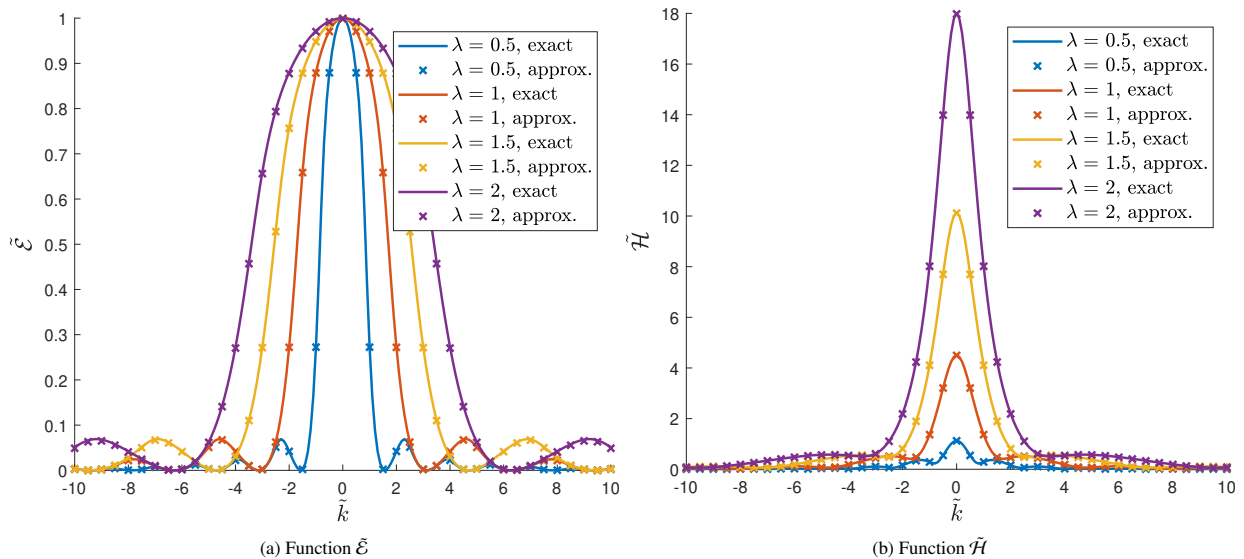 1
0.9
0.8
0.7
0.6
0.5
0.4
0.3
0.2
0.1
0
Ẽ
-10 -8 -6 -4 -2 0 2 4 6 8 10
k̃
λ = 0.5, exact
λ = 0.5, approx.
λ = 1, exact
λ = 1, approx.
λ = 1.5, exact
λ = 1.5, approx.
λ = 2, exact
λ = 2, approx.
(a) Function Ẽ
18
16
14
12
10
8
6
4
2
0
H̃
-10 -8 -6 -4 -2 0 2 4 6 8 10
k̃
λ = 0.5, exact
λ = 0.5, approx.
λ = 1, exact
λ = 1, approx.
λ = 1.5, exact
λ = 1.5, approx.
λ = 2, exact
λ = 2, approx.
(b) Function H̃